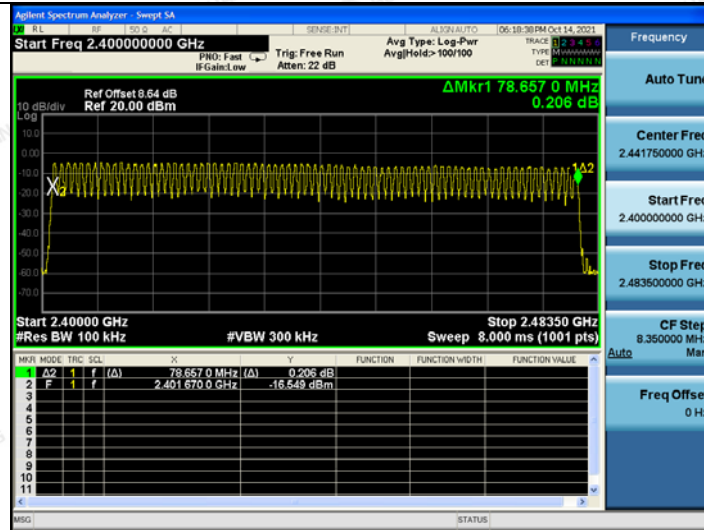 Agilent Spectrum Analyzer - Swept SA
RL RF 50 Ω AC SENSE:INT ALIGNAUTO 06:18:38 PM Oct 14, 2021
Start Freq 2.400000000 GHz
PNO: Fast
IFGain:Low
Trig: Free Run
Atten: 22 dB
Avg Type: Log-Pwr
Avg|Hold:>100/100
TRACE 1 2 3 4 5 6
TYPE M
DET P N N N N N
Frequency
Auto Tune
Center Freq
2.441750000 GHz
Start Freq
2.400000000 GHz
Stop Freq
2.483500000 GHz
CF Step
8.350000 MHz
Auto Man
Freq Offset
0 Hz
Ref Offset 8.64 dB
Ref 20.00 dBm
ΔMkr1 78.657 0 MHz
0.206 dB
10 dB/div
Log
10.0
0.00
-10.0
-20.0
-30.0
-40.0
-50.0
-60.0
-70.0
2
1Δ2
Start 2.40000 GHz
Stop 2.48350 GHz
#Res BW 100 kHz
#VBW 300 kHz
Sweep 8.000 ms (1001 pts)
MKR MODE TRC SCL X Y FUNCTION FUNCTION WIDTH FUNCTION VALUE
1 Δ2 1 f (Δ) 78.657 0 MHz (Δ) 0.206 dB
2 F 1 f 2.401 670 0 GHz -16.549 dBm
3
4
5
6
7
8
9
10
11
MSG STATUS